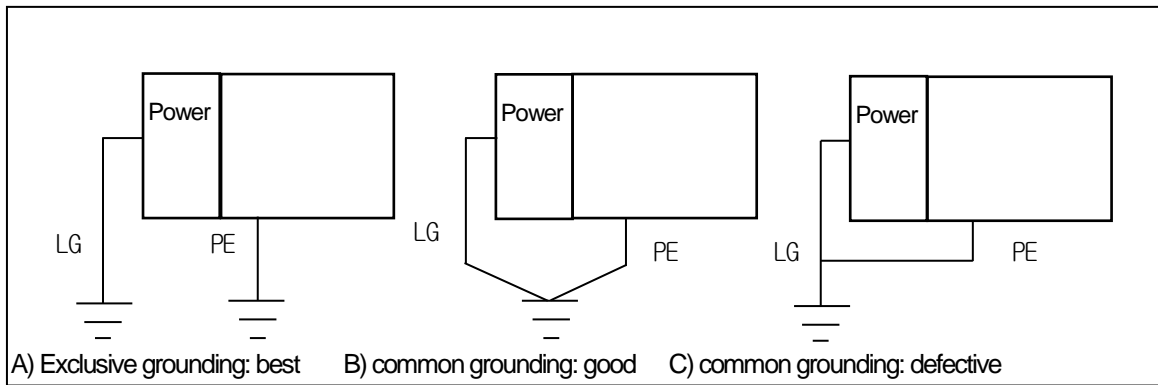 Power
Power
Power
LG
PE
LG
PE
LG
PE
A) Exclusive grounding: best
B) common grounding: good
C) common grounding: defective